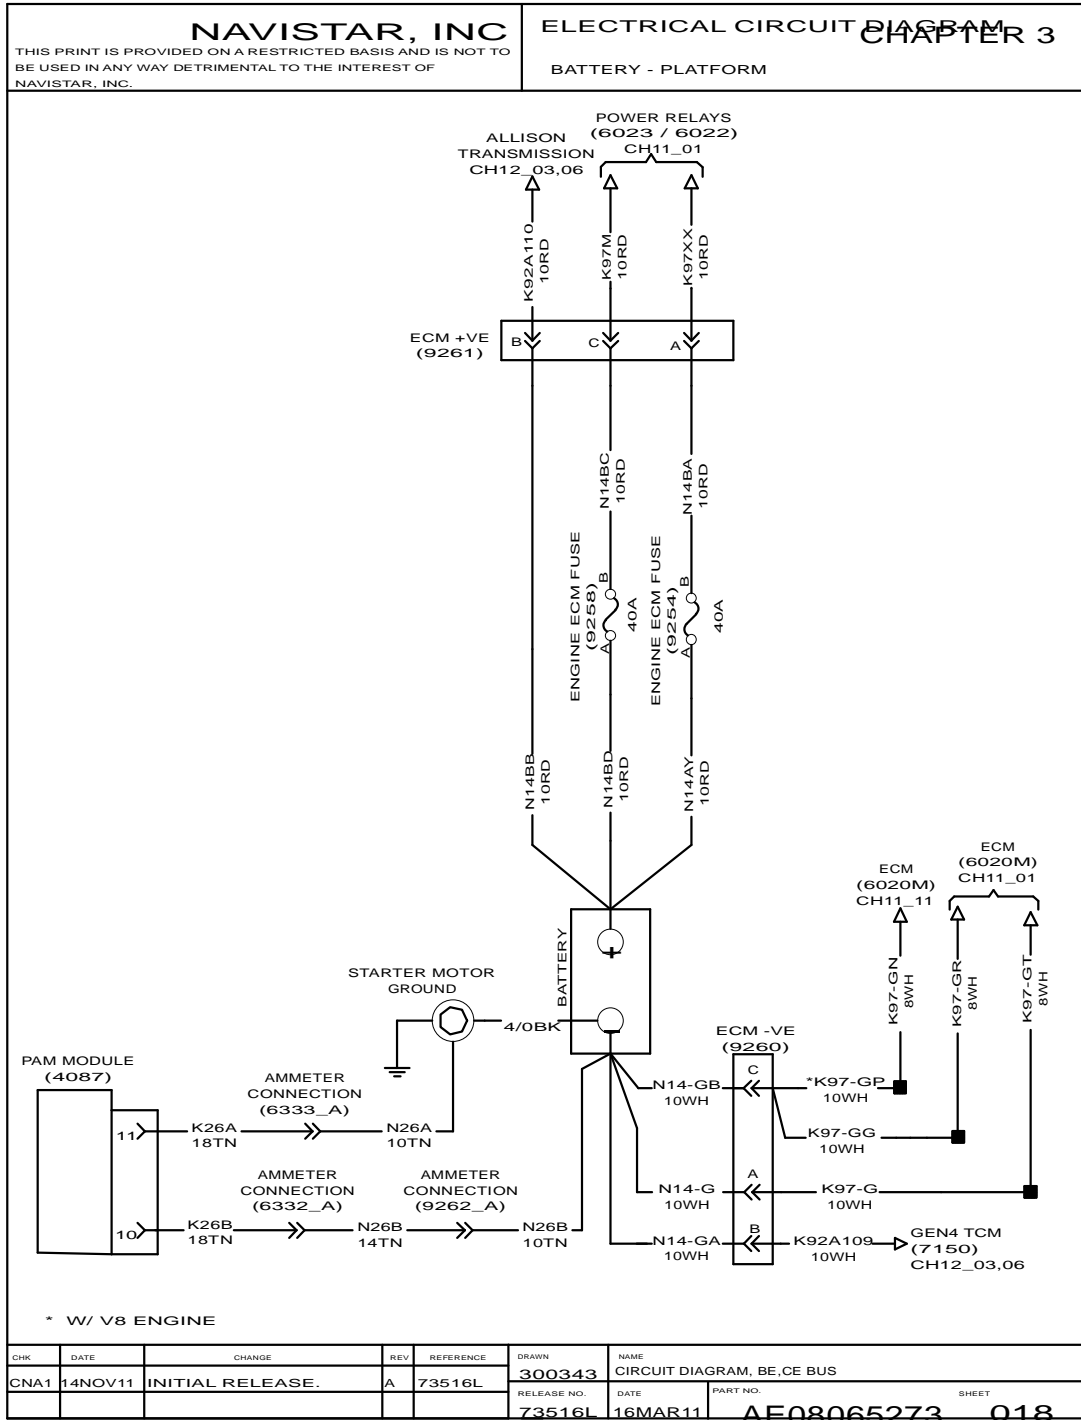 NAVISTAR, INC
THIS PRINT IS PROVIDED ON A RESTRICTED BASIS AND IS NOT TO
BE USED IN ANY WAY DETRIMENTAL TO THE INTEREST OF
NAVISTAR, INC.
ELECTRICAL CIRCUIT DIAGRAM
CHAPTER 3
BATTERY - PLATFORM
POWER RELAYS
(6023 / 6022)
CH11_01
ALLISON
TRANSMISSION
CH12_03,06
K92A110
10RD
K97M
10RD
K97XX
10RD
ECM +VE
(9261)
B
C
A
N14BC
10RD
N14BA
10RD
ENGINE ECM FUSE
(9258)
B
A
40A
ENGINE ECM FUSE
(9254)
B
A
40A
N14BB
10RD
N14BD
10RD
N14AY
10RD
ECM
(6020M)
CH11_01
ECM
(6020M)
CH11_11
BATTERY
+
–
STARTER MOTOR
GROUND
4/0BK
K97-GN
8WH
K97-GR
8WH
K97-GT
8WH
ECM -VE
(9260)
PAM MODULE
(4087)
AMMETER
CONNECTION
(6333_A)
C
N14-GB
10WH
*K97-GP
10WH
11
K26A
18TN
N26A
10TN
K97-GG
10WH
AMMETER
CONNECTION
(6332_A)
AMMETER
CONNECTION
(9262_A)
A
N14-G
10WH
K97-G
10WH
10
K26B
18TN
N26B
14TN
N26B
10TN
B
N14-GA
10WH
K92A109
10WH
GEN4 TCM
(7150)
CH12_03,06
* W/ V8 ENGINE
CHK DATE CHANGE REV REFERENCE
CNA1 14NOV11 INITIAL RELEASE. A 73516L
DRAWN
300343
NAME
CIRCUIT DIAGRAM, BE,CE BUS
RELEASE NO.
73516L
DATE
16MAR11
PART NO.
AE08065273
SHEET
018